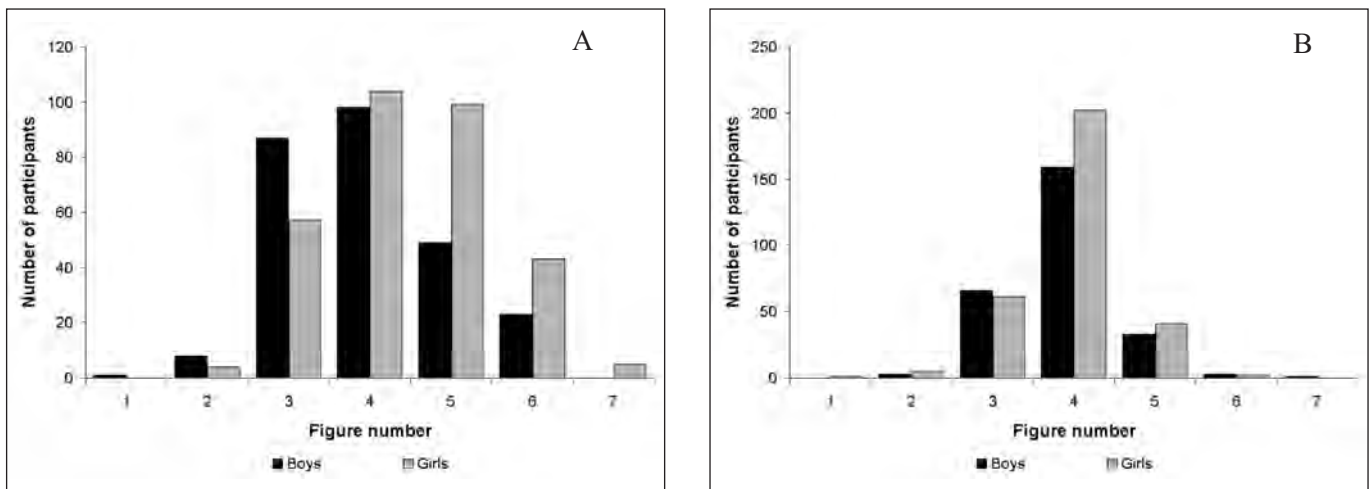 A
120
100
80
60
40
20
0
Number of participants
1 2 3 4 5 6 7
Figure number
Boys Girls
B
250
200
150
100
50
0
Number of participants
1 2 3 4 5 6 7
Figure number
Boys Girls